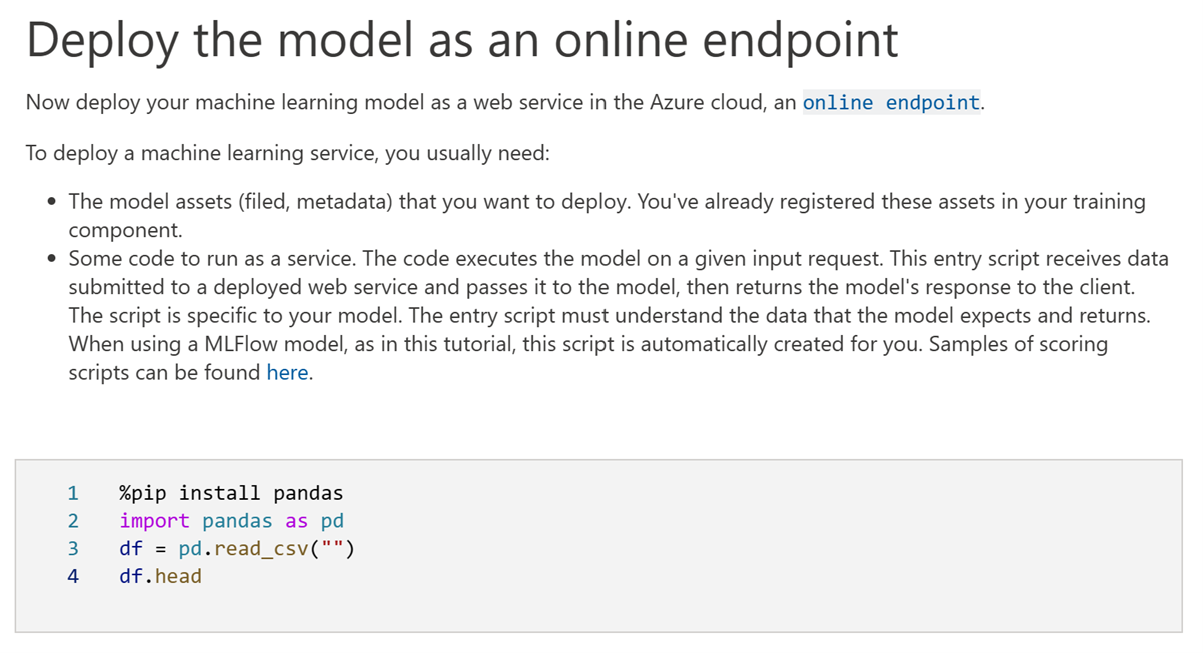 Deploy the model as an online endpoint
Now deploy your machine learning model as a web service in the Azure cloud, an online endpoint.
To deploy a machine learning service, you usually need:
• The model assets (filed, metadata) that you want to deploy. You've already registered these assets in your training
component.
• Some code to run as a service. The code executes the model on a given input request. This entry script receives data
submitted to a deployed web service and passes it to the model, then returns the model's response to the client.
The script is specific to your model. The entry script must understand the data that the model expects and returns.
When using a MLFlow model, as in this tutorial, this script is automatically created for you. Samples of scoring
scripts can be found here.
1 %pip install pandas
2 import pandas as pd
3 df = pd.read_csv("")
4 df.head